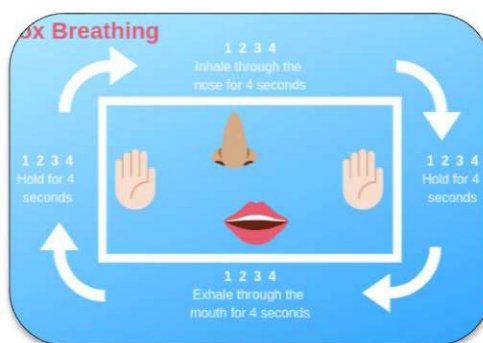 ox Breathing
1 2 3 4
Inhale through the
nose for 4 seconds
1 2 3 4
Hold for 4
seconds
1 2 3 4
Exhale through the
mouth for 4 seconds
1 2 3 4
Hold for 4
seconds